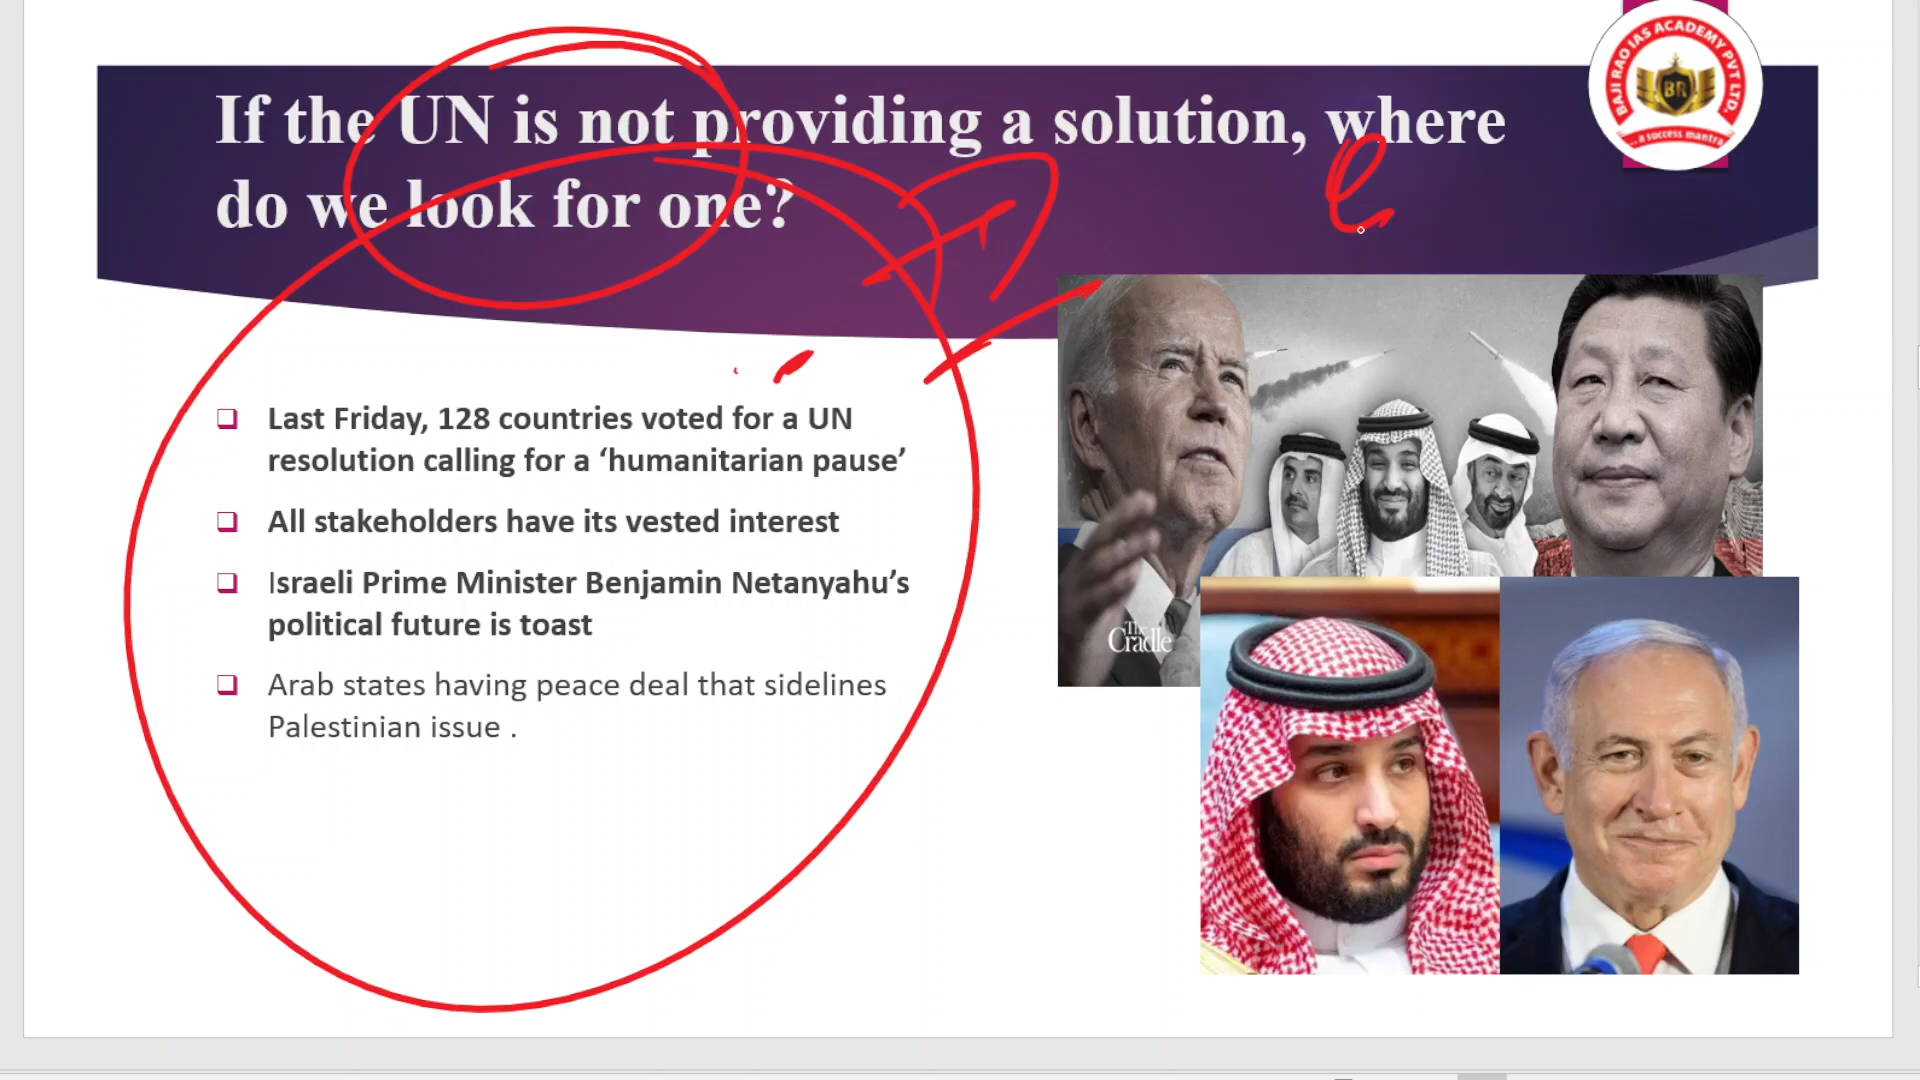 If the UN is not providing a solution, where
do we look for one?
BAJI RAO IAS ACADEMY PVT LTD.
BR
...a success mantra
e
❑ Last Friday, 128 countries voted for a UN
resolution calling for a ‘humanitarian pause’
❑ All stakeholders have its vested interest
❑ Israeli Prime Minister Benjamin Netanyahu’s
political future is toast
❑ Arab states having peace deal that sidelines
Palestinian issue .
The
Cradle